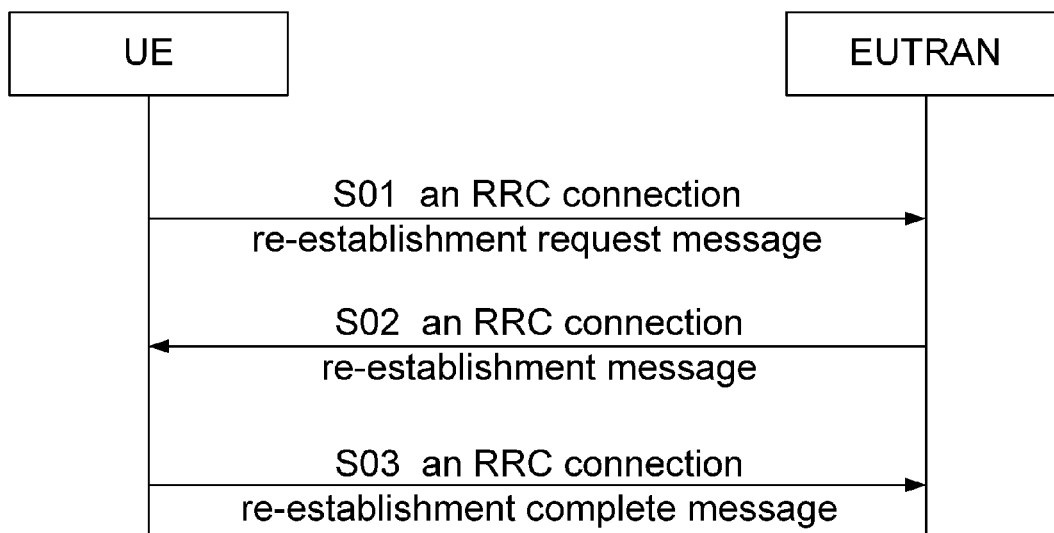 UE
EUTRAN
S01 an RRC connection
re-establishment request message
S02 an RRC connection
re-establishment message
S03 an RRC connection
re-establishment complete message